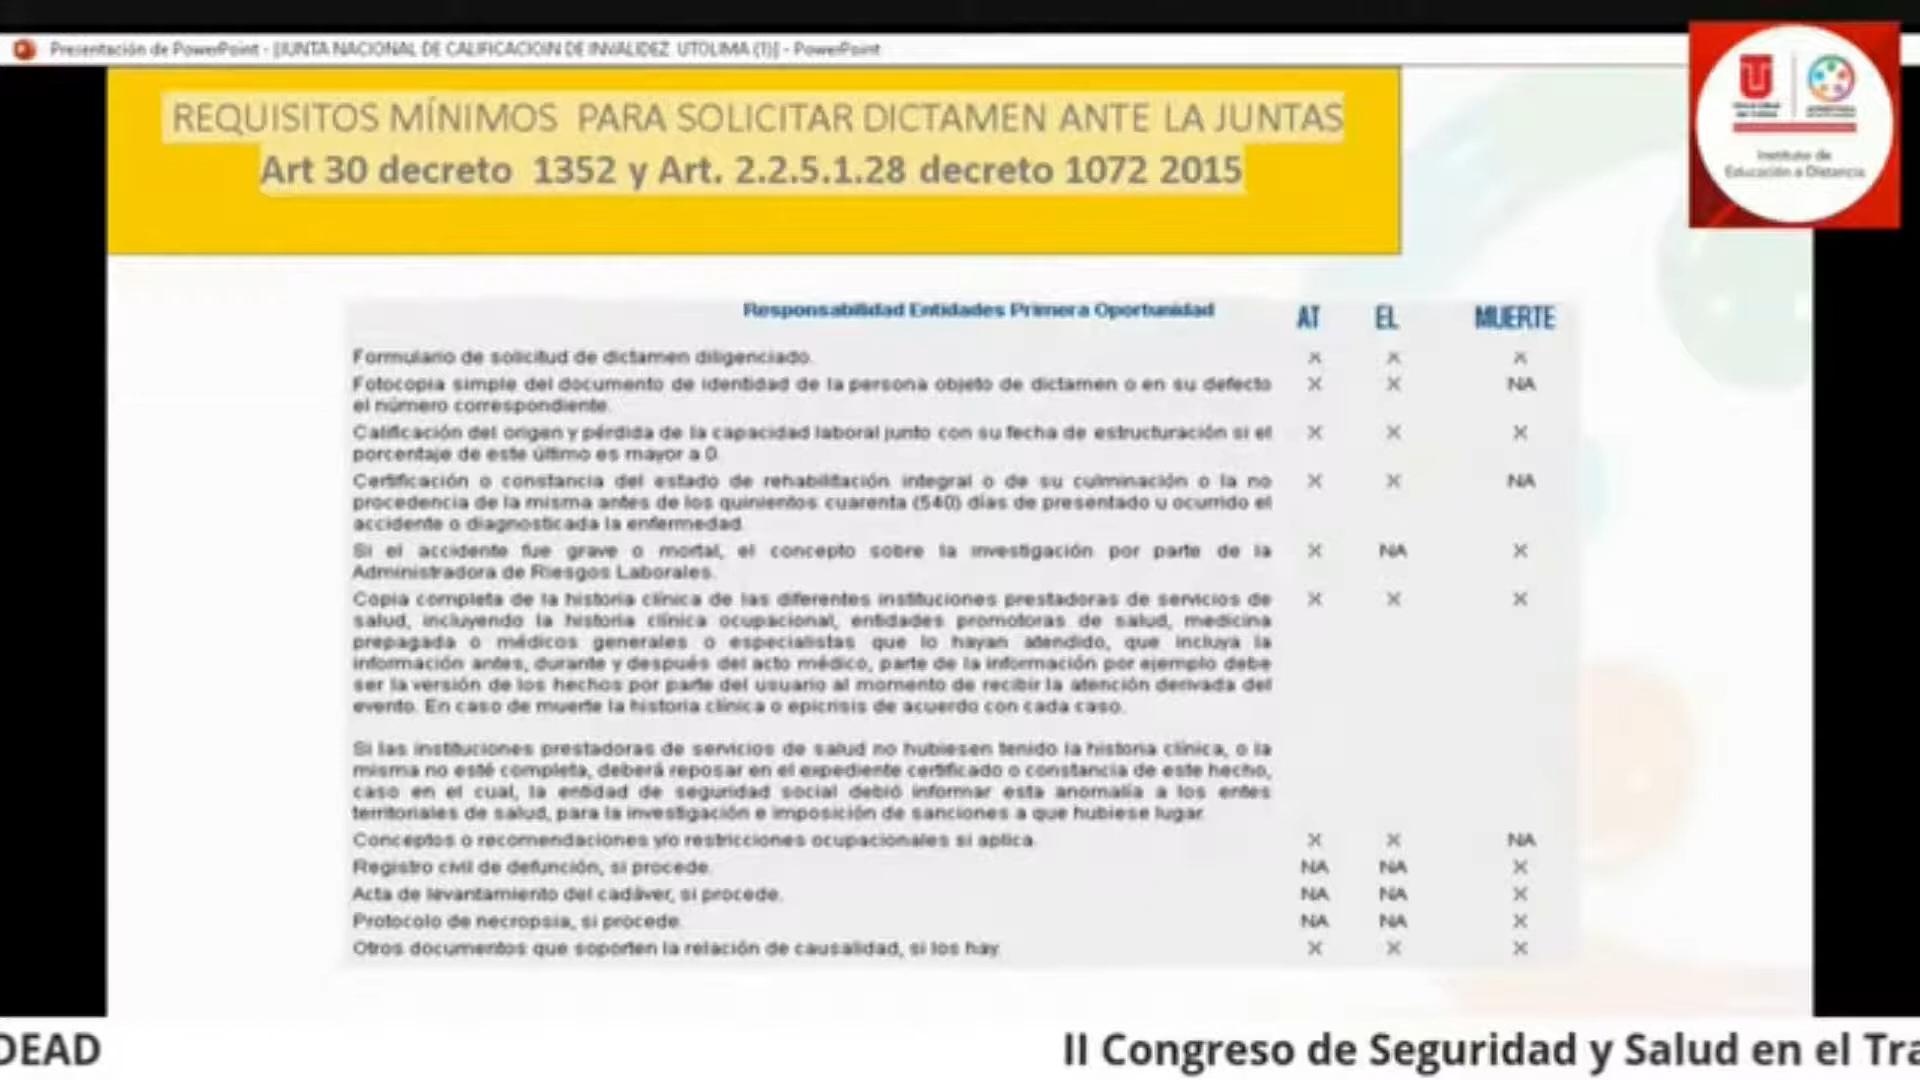 Presentación de PowerPoint - [JUNTA NACIONAL DE CALIFICACIOIN DE INVALIDEZ UTOLIMA (1)] - PowerPoint
REQUISITOS MÍNIMOS PARA SOLICITAR DICTAMEN ANTE LA JUNTAS
Art 30 decreto 1352 y Art. 2.2.5.1.28 decreto 1072 2015
Instituto de
Educación a Distancia
Responsabilidad Entidades Primera Oportunidad AT EL MUERTE
Formulario de solicitud de dictamen diligenciado. X X X
Fotocopia simple del documento de identidad de la persona objeto de dictamen o en su defecto X X NA
el número correspondiente.
Calificación del origen y pérdida de la capacidad laboral junto con su fecha de estructuración si el X X X
porcentaje de este último es mayor a 0.
Certificación o constancia del estado de rehabilitación integral o de su culminación o la no X X NA
procedencia de la misma antes de los quinientos cuarenta (540) días de presentado u ocurrido el
accidente o diagnosticada la enfermedad.
Si el accidente fue grave o mortal, el concepto sobre la investigación por parte de la X NA X
Administradora de Riesgos Laborales.
Copia completa de la historia clínica de las diferentes instituciones prestadoras de servicios de X X X
salud, incluyendo la historia clínica ocupacional, entidades promotoras de salud, medicina
prepagada o médicos generales o especialistas que lo hayan atendido, que incluya la
información antes, durante y después del acto médico, parte de la información por ejemplo debe
ser la versión de los hechos por parte del usuario al momento de recibir la atención derivada del
evento. En caso de muerte la historia clínica o epicrisis de acuerdo con cada caso.
Si las instituciones prestadoras de servicios de salud no hubiesen tenido la historia clínica, o la
misma no esté completa, deberá reposar en el expediente certificado o constancia de este hecho,
caso en el cual, la entidad de seguridad social debió informar esta anomalía a los entes
territoriales de salud, para la investigación e imposición de sanciones a que hubiese lugar.
Conceptos o recomendaciones y/o restricciones ocupacionales si aplica. X X NA
Registro civil de defunción, si procede. NA NA X
Acta de levantamiento del cadáver, si procede. NA NA X
Protocolo de necropsia, si procede. NA NA X
Otros documentos que soporten la relación de causalidad, si los hay. X X X
DEAD II Congreso de Seguridad y Salud en el Tra